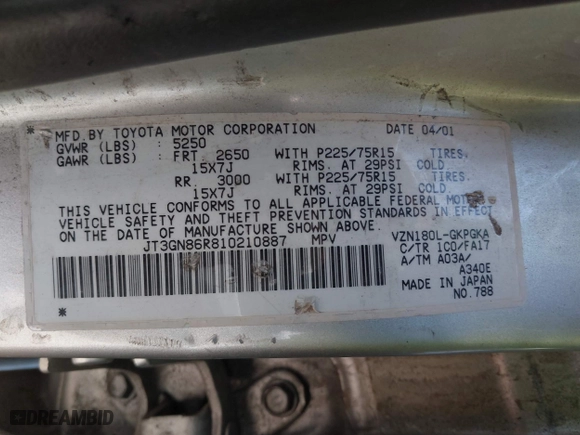 MFD.BY TOYOTA MOTOR CORPORATION DATE 04/01
GVWR (LBS) : 5250
GAWR (LBS) : FRT. 2650 WITH P225/75R15 TIRES,
15X7J RIMS. AT 29PSI COLD.
RR. 3000 WITH P225/75R15 TIRES,
15X7J RIMS. AT 29PSI COLD.
THIS VEHICLE CONFORMS TO ALL APPLICABLE FEDERAL MOTOR
VEHICLE SAFETY AND THEFT PREVENTION STANDARDS IN EFFECT
ON THE DATE OF MANUFACTURE SHOWN ABOVE.
JT3GN86R810210887 MPV VZN180L-GKPGKA
C/TR 1C0/FA17
A/TM A03A/
A340E
MADE IN JAPAN
NO.788
DREAMBID